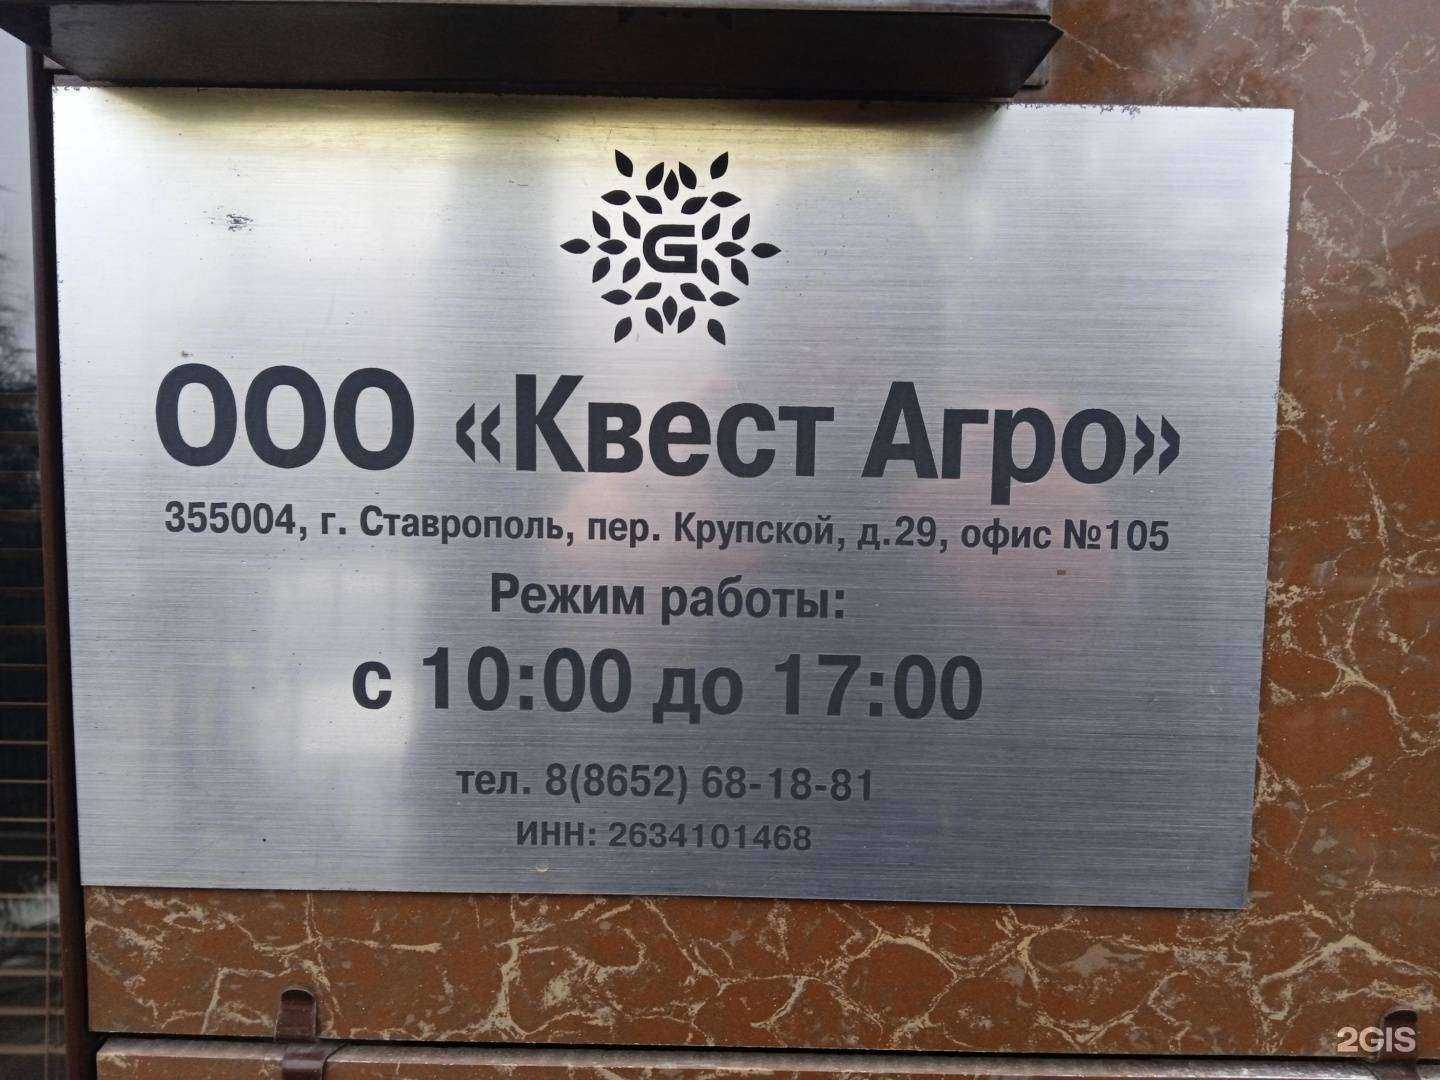 G
ООО «Квест Агро»
355004, г. Ставрополь, пер. Крупской, д.29, офис №105
Режим работы:
с 10:00 до 17:00
тел. 8(8652) 68-18-81
ИНН: 2634101468
2GIS